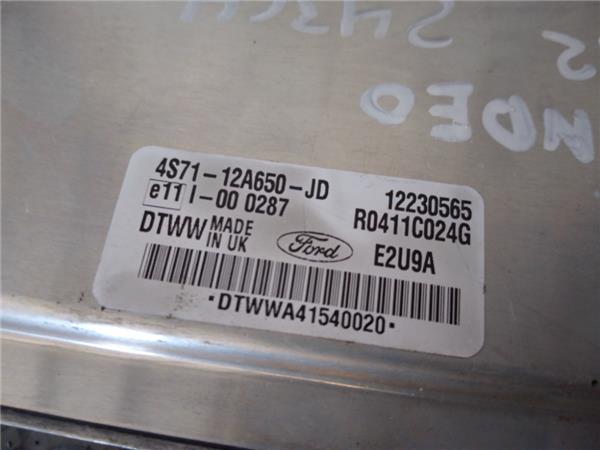 4S71-12A650-JD 12230565
e11 I-00 0287 R0411C024G
DTWW MADE IN UK Ford E2U9A
·DTWWA41540020·
NDEO